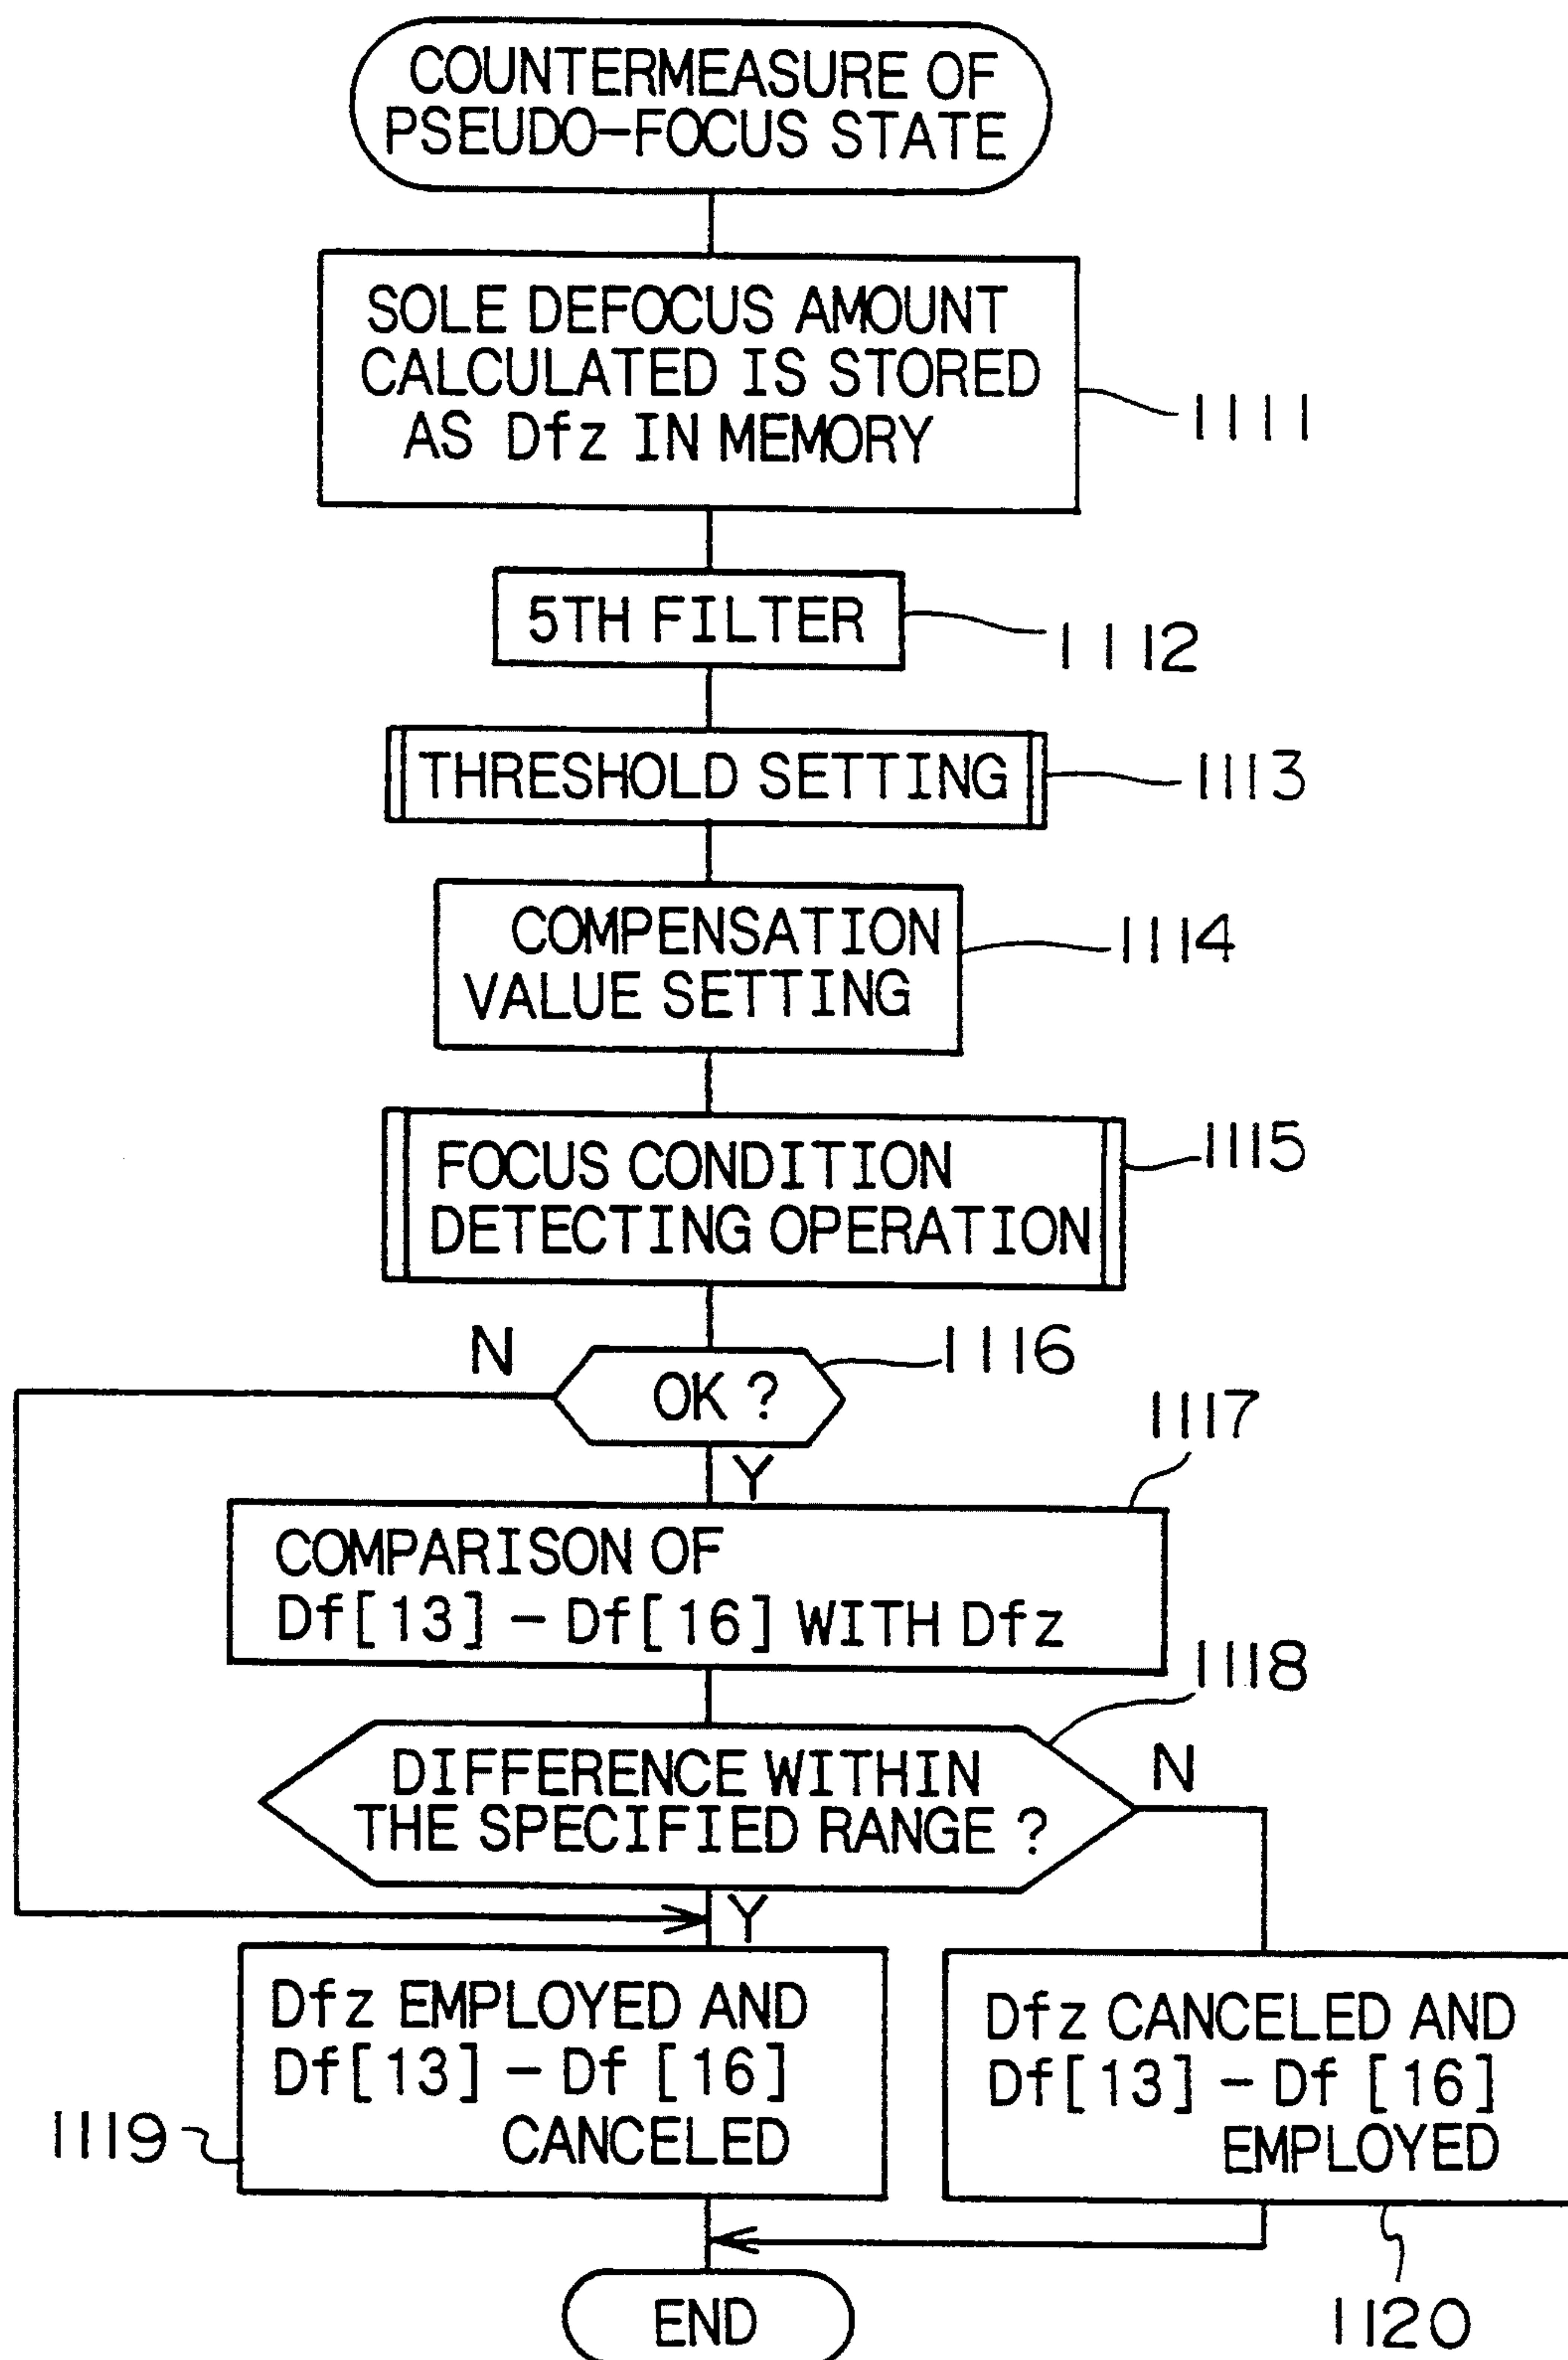 COUNTERMEASURE OF
PSEUDO-FOCUS STATE
SOLE DEFOCUS AMOUNT
CALCULATED IS STORED
AS Dfz IN MEMORY
1111
5TH FILTER
1112
THRESHOLD SETTING
1113
COMPENSATION
VALUE SETTING
1114
FOCUS CONDITION
DETECTING OPERATION
1115
N
OK ?
1116
Y
1117
COMPARISON OF
Df[13] - Df[16] WITH Dfz
1118
DIFFERENCE WITHIN
THE SPECIFIED RANGE ?
N
Y
Dfz EMPLOYED AND
Df[13] - Df [16]
CANCELED
1119
Dfz CANCELED AND
Df[13] - Df [16]
EMPLOYED
1120
END